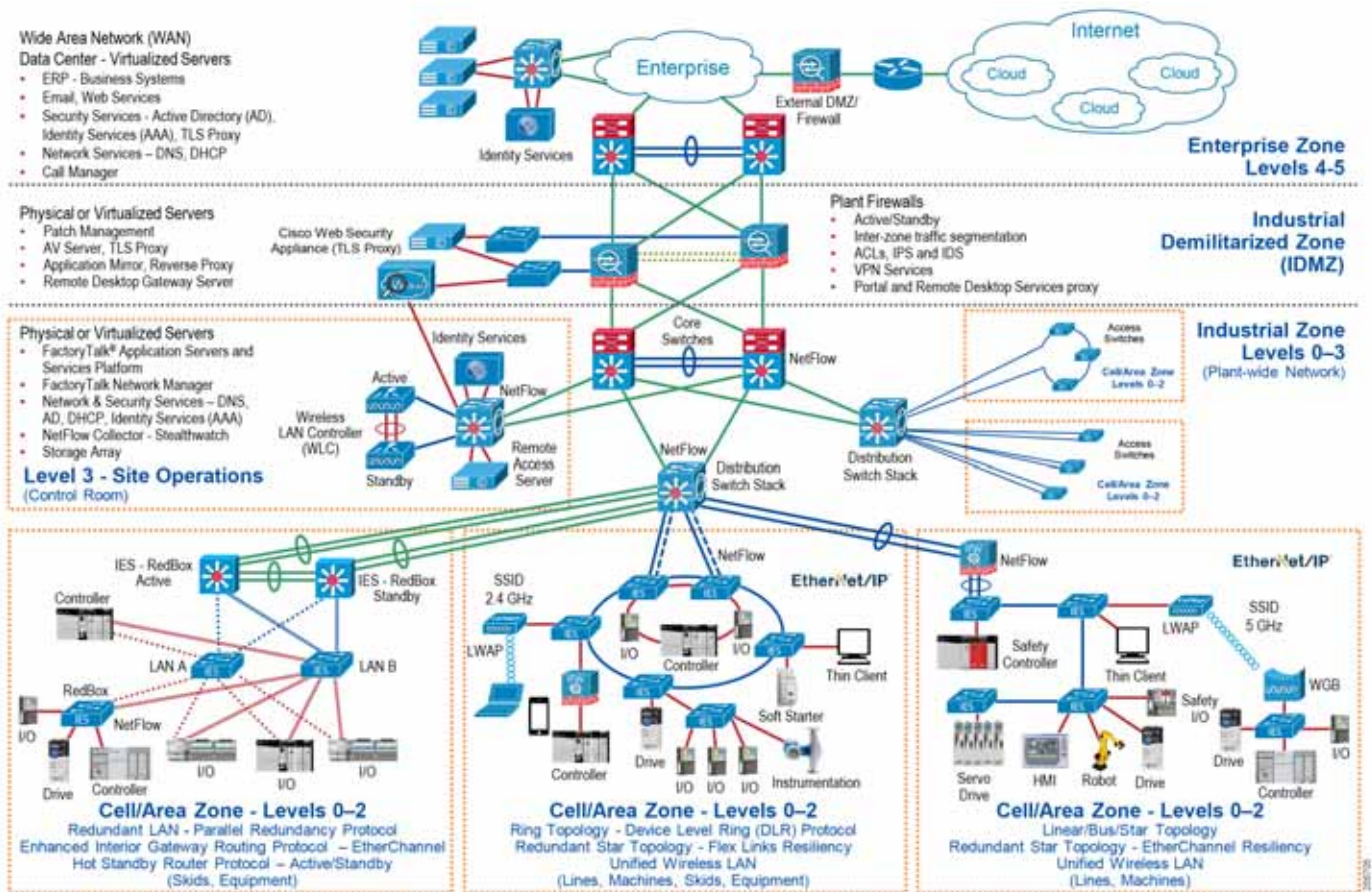 Wide Area Network (WAN)
Data Center - Virtualized Servers
• ERP - Business Systems
• Email, Web Services
• Security Services - Active Directory (AD),
Identity Services (AAA), TLS Proxy
• Network Services – DNS, DHCP
• Call Manager
Identity Services
Enterprise
External DMZ/
Firewall
Internet
Cloud
Cloud
Cloud
Enterprise Zone
Levels 4-5
Physical or Virtualized Servers
• Patch Management
• AV Server, TLS Proxy
• Application Mirror, Reverse Proxy
• Remote Desktop Gateway Server
Cisco Web Security
Appliance (TLS Proxy)
Plant Firewalls
• Active/Standby
• Inter-zone traffic segmentation
• ACLs, IPS and IDS
• VPN Services
• Portal and Remote Desktop Services proxy
Industrial
Demilitarized Zone
(IDMZ)
Physical or Virtualized Servers
• FactoryTalk® Application Servers and
Services Platform
• FactoryTalk Network Manager
• Network & Security Services – DNS,
AD, DHCP, Identity Services (AAA)
• NetFlow Collector - Stealthwatch
• Storage Array
Level 3 - Site Operations
(Control Room)
Identity Services
Active
NetFlow
Wireless
LAN Controller
(WLC)
Standby
Remote
Access
Server
Core
Switches
NetFlow
NetFlow
Distribution
Switch Stack
Distribution
Switch Stack
Access
Switches
Cell/Area Zone
Levels 0–2
Access
Switches
Cell/Area Zone
Levels 0–2
Industrial Zone
Levels 0–3
(Plant-wide Network)
IES - RedBox
Active
IES - RedBox
Standby
Controller
LAN A
IES
IES
LAN B
RedBox
IES
NetFlow
I/O
Drive
Controller
I/O
I/O
I/O
Cell/Area Zone - Levels 0–2
Redundant LAN - Parallel Redundancy Protocol
Enhanced Interior Gateway Routing Protocol – EtherChannel
Hot Standby Router Protocol – Active/Standby
(Skids, Equipment)
NetFlow
EtherNet/IP
SSID
2.4 GHz
LWAP
IES
IES
IES
I/O
Controller
I/O
IES
Thin Client
Soft Starter
IES
Controller
Drive
IES
I/O
I/O
I/O
Instrumentation
Cell/Area Zone - Levels 0–2
Ring Topology - Device Level Ring (DLR) Protocol
Redundant Star Topology - Flex Links Resiliency
Unified Wireless LAN
(Lines, Machines, Skids, Equipment)
NetFlow
EtherNet/IP
IES
IES
LWAP
SSID
5 GHz
Safety
Controller
Thin Client
WGB
IES
IES
Safety
I/O
IES
I/O
Servo
Drive
HMI
Robot
Drive
Drive
Controller
Cell/Area Zone - Levels 0–2
Linear/Bus/Star Topology
Redundant Star Topology - EtherChannel Resiliency
Unified Wireless LAN
(Lines, Machines)